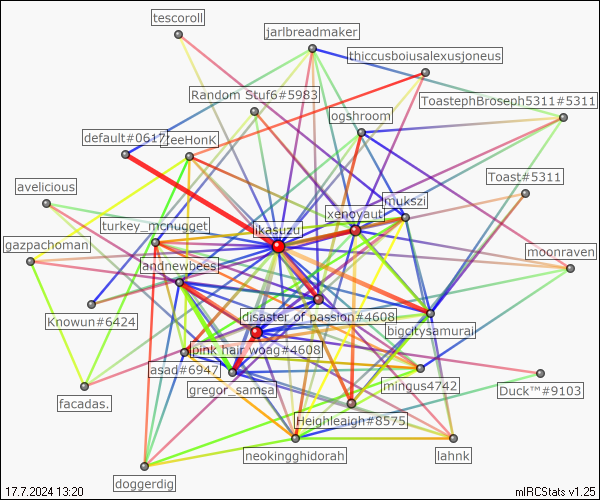 tescoroll
jarlbreadmaker
thiccusboiusalexusjoneus
Random Stuf6#5983
ToastephBroseph5311#5311
ogshroom
default#0617
ZeeHonK
avelicious
Toast#5311
mukszi
xenoyaut
turkey_mcnugget
likasuzu
gazpachoman
moonraven
andnewbees
Knowun#6424
disaster of passion#4608
bigcitysamurai
pink hair woag#4608
asad#6947
gregor_samsa
mingus4742
Duck™#9103
facadas.
Heighleaigh#8575
neokingghidorah
lahnk
doggerdig
17.7.2024 13:20
mIRCStats v1.25